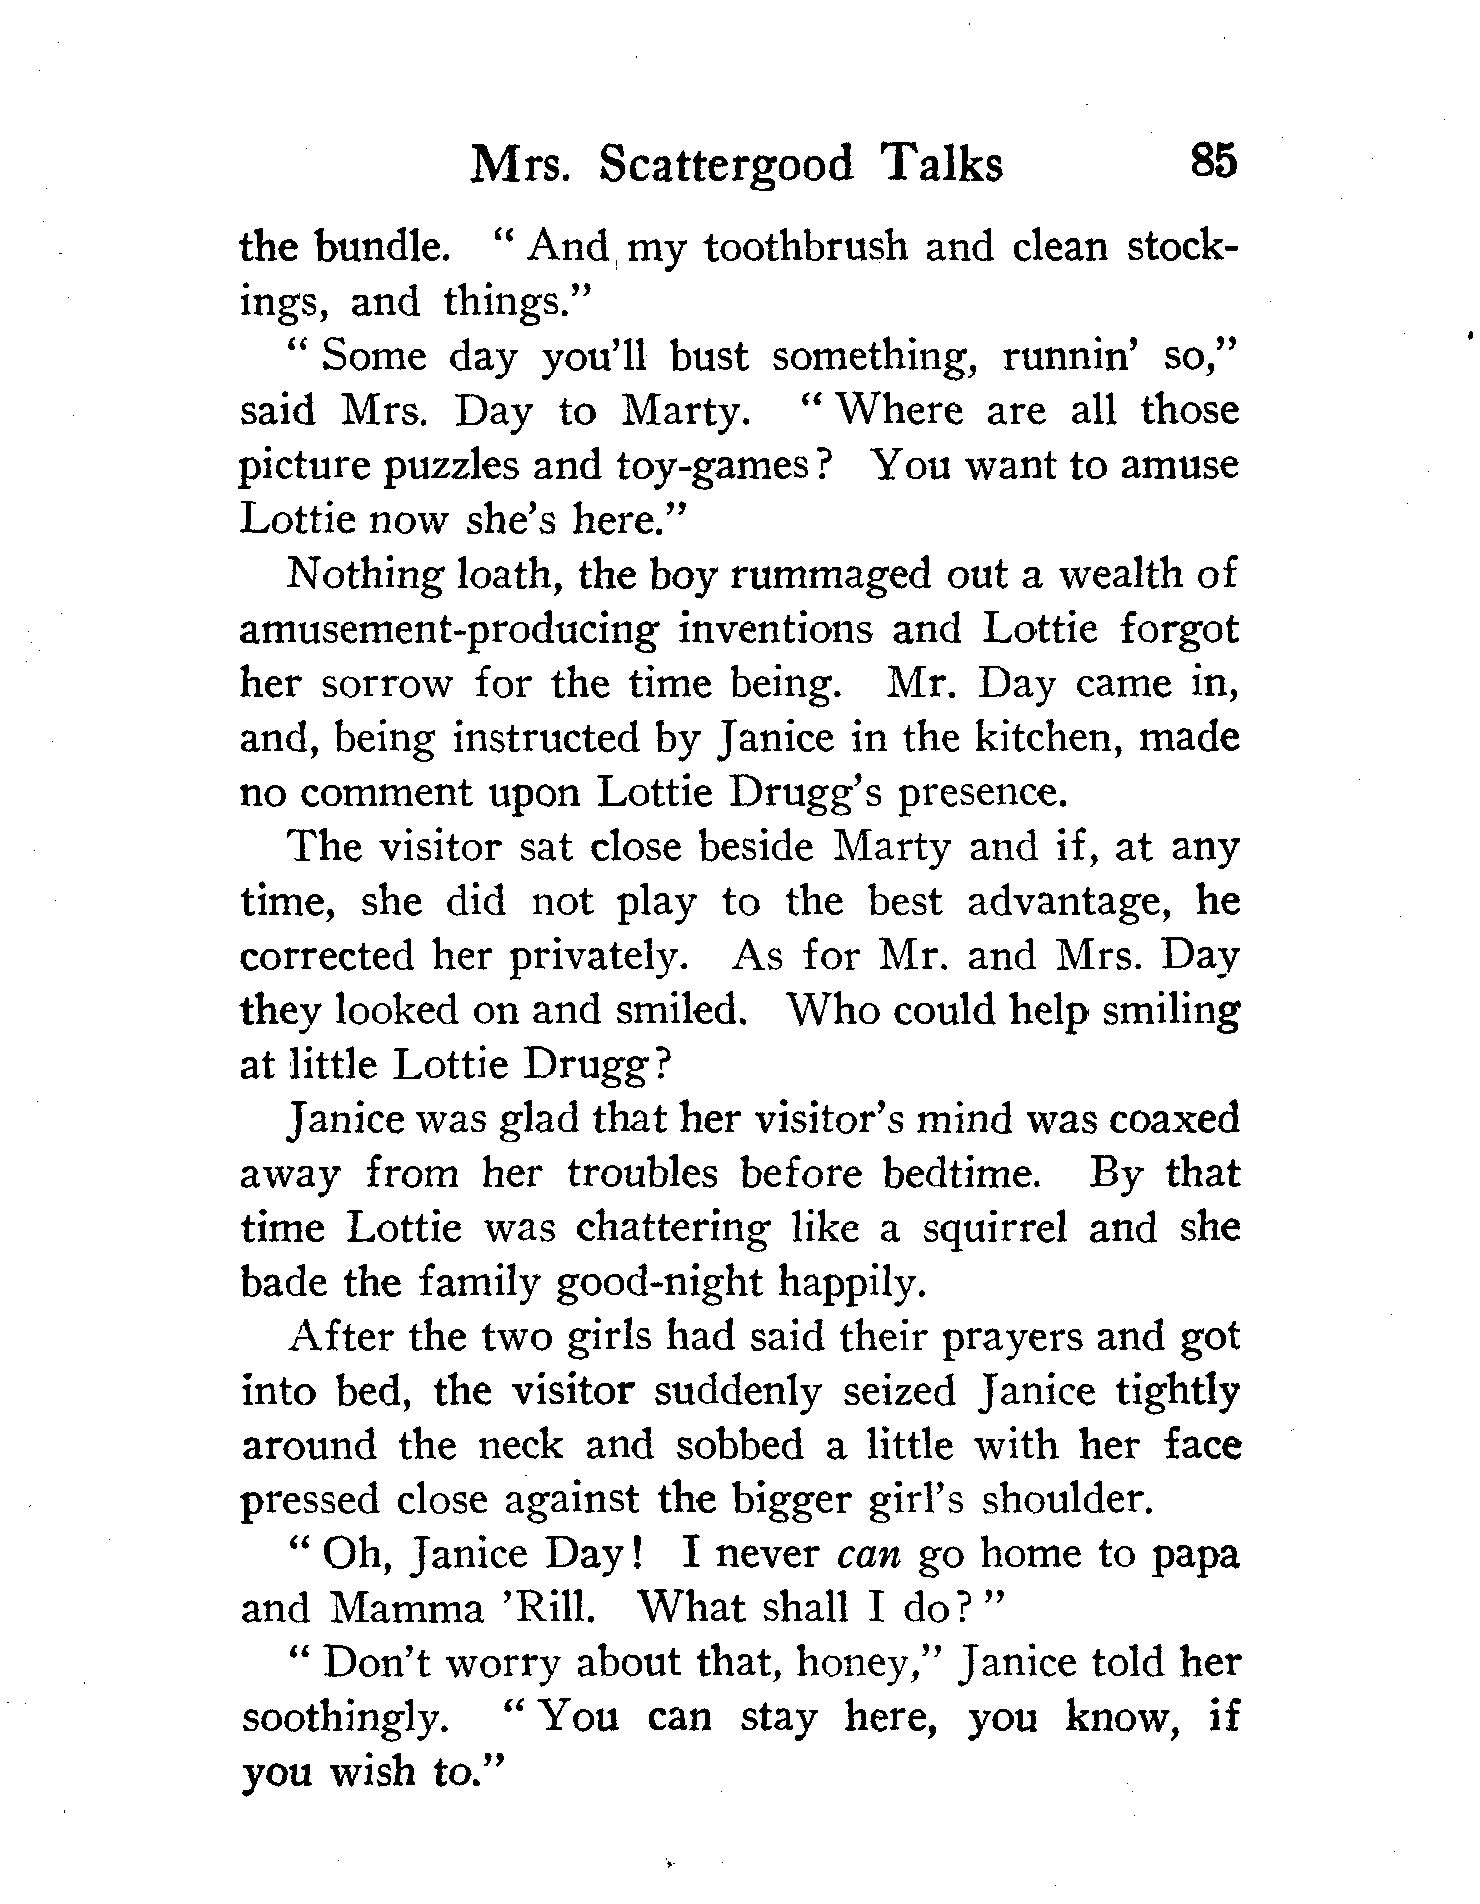 Mrs. Scattergood Talks 85
the bundle. “ And my toothbrush and clean stock-
ings, and things.”
“ Some day you’ll bust something, runnin’ so,”
said Mrs. Day to Marty. “ Where are all those
picture puzzles and toy-games? You want to amuse
Lottie now she’s here.”
Nothing loath, the boy rummaged out a wealth of
amusement-producing inventions and Lottie forgot
her sorrow for the time being. Mr. Day came in,
and, being instructed by Janice in the kitchen, made
no comment upon Lottie Drugg’s presence.
The visitor sat close beside Marty and if, at any
time, she did not play to the best advantage, he
corrected her privately. As for Mr. and Mrs. Day
they looked on and smiled. Who could help smiling
at little Lottie Drugg?
Janice was glad that her visitor’s mind was coaxed
away from her troubles before bedtime. By that
time Lottie was chattering like a squirrel and she
bade the family good-night happily.
After the two girls had said their prayers and got
into bed, the visitor suddenly seized Janice tightly
around the neck and sobbed a little with her face
pressed close against the bigger girl’s shoulder.
“ Oh, Janice Day! I never can go home to papa
and Mamma ’Rill. What shall I do? ”
“ Don’t worry about that, honey,” Janice told her
soothingly. “ You can stay here, you know, if
you wish to.”